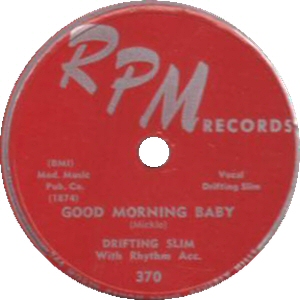 RPM
RECORDS
(BMI)
Mod. Music
Pub. Co.
(1874)
Vocal
Drifting Slim
GOOD MORNING BABY
(Mickle)
DRIFTING SLIM
With Rhythm Acc.
370